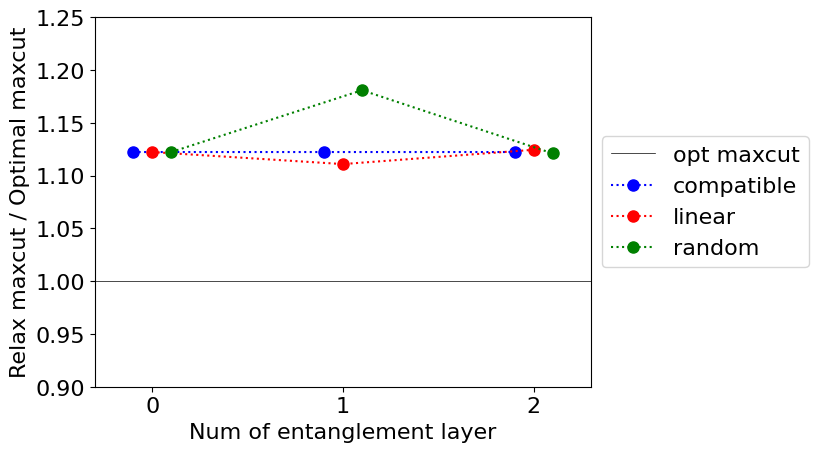 Relax maxcut / Optimal maxcut
1.25
1.20
1.15
1.10
1.05
1.00
0.95
0.90
0
1
2
Num of entanglement layer
opt maxcut
compatible
linear
random